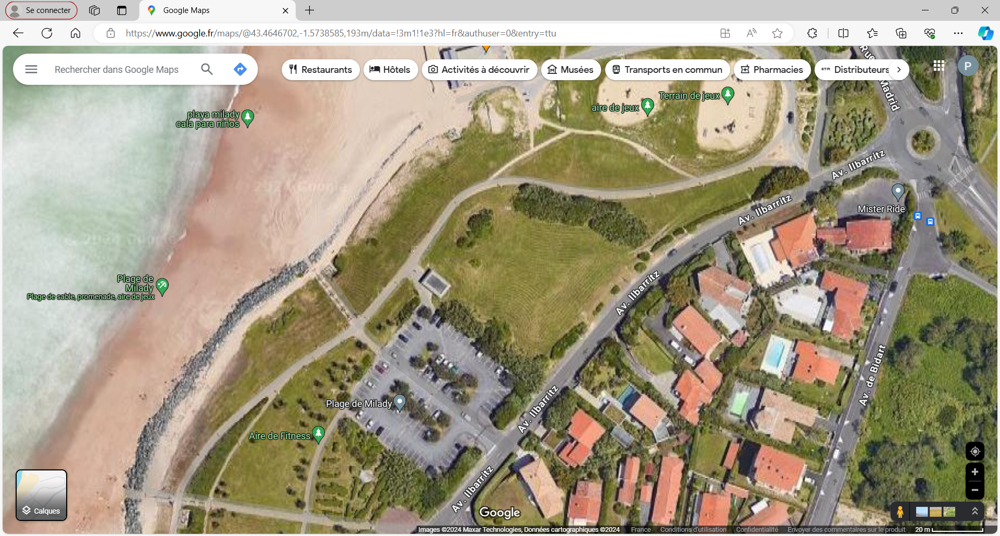 Se connecter
Google Maps
https://www.google.fr/maps/@43.4646702,-1.5738585,193m/data=!3m1!1e3?hl=fr&authuser=0&entry=ttu
Rechercher dans Google Maps
Restaurants
Hôtels
Activités à découvrir
Musées
Transports en commun
Pharmacies
ATM Distributeurs
P
Rue
Madrid
Terrain de jeux
aire de jeux
playa milady
cala para niños
Av. Ilbarritz
Av. Ilbarritz
Mister Ride
Plage de
Milady
Plage de sable, promenade, aire de jeux
Av. Ilbarritz
Av. de Bidart
Plage de Milady
Av. Ilbarritz
Aire de Fitness
Av. Ilbarritz
Calques
Google
Images ©2024 Maxar Technologies, Données cartographiques ©2024
France
Conditions d'utilisation
Confidentialité
Envoyer des commentaires sur le produit
20 m